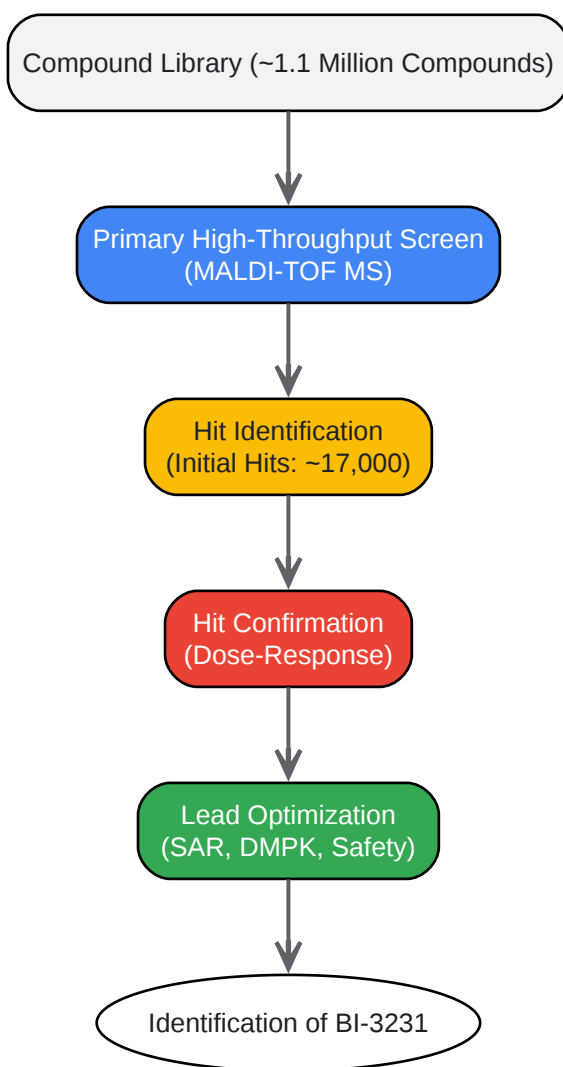 Compound Library (~1.1 Million Compounds)
Primary High-Throughput Screen
(MALDI-TOF MS)
Hit Identification
(Initial Hits: ~17,000)
Hit Confirmation
(Dose-Response)
Lead Optimization
(SAR, DMPK, Safety)
Identification of BI-3231